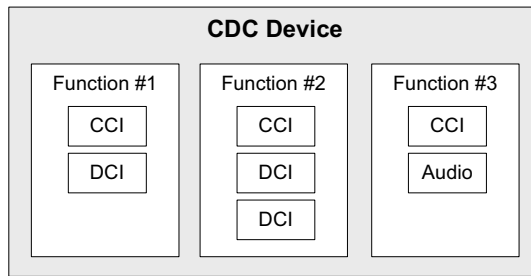 CDC Device
Function #1
CCI
DCI
Function #2
CCI
DCI
DCI
Function #3
CCI
Audio